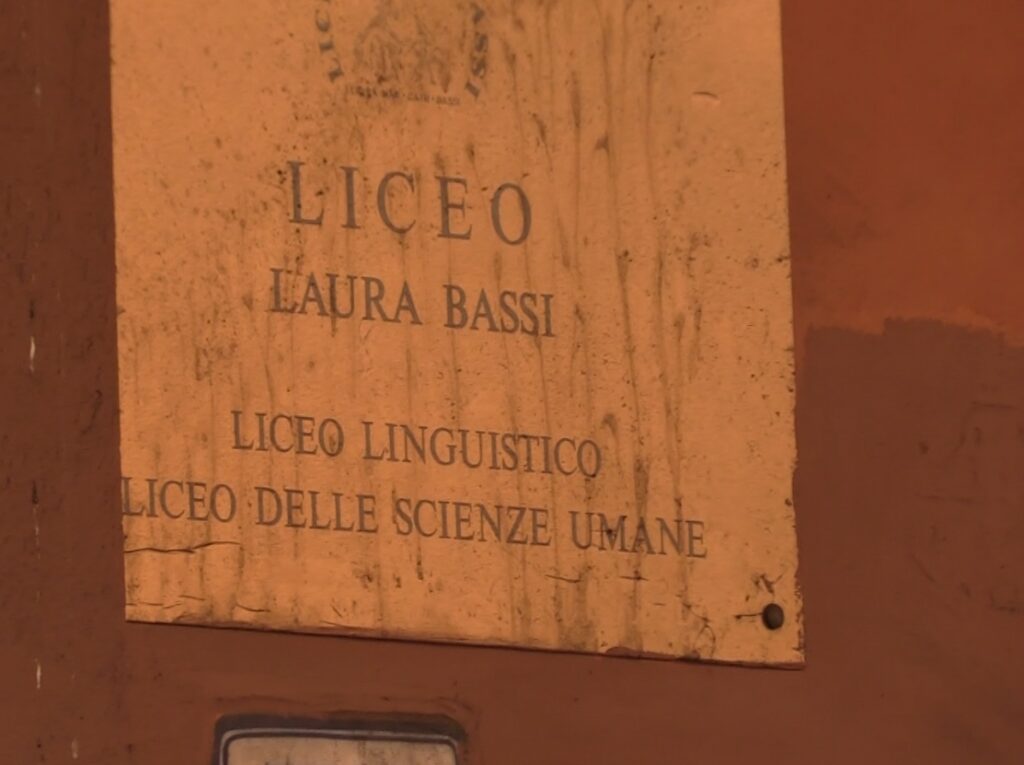 LICEO
LAURA BASSI
LICEO LINGUISTICO
LICEO DELLE SCIENZE UMANE